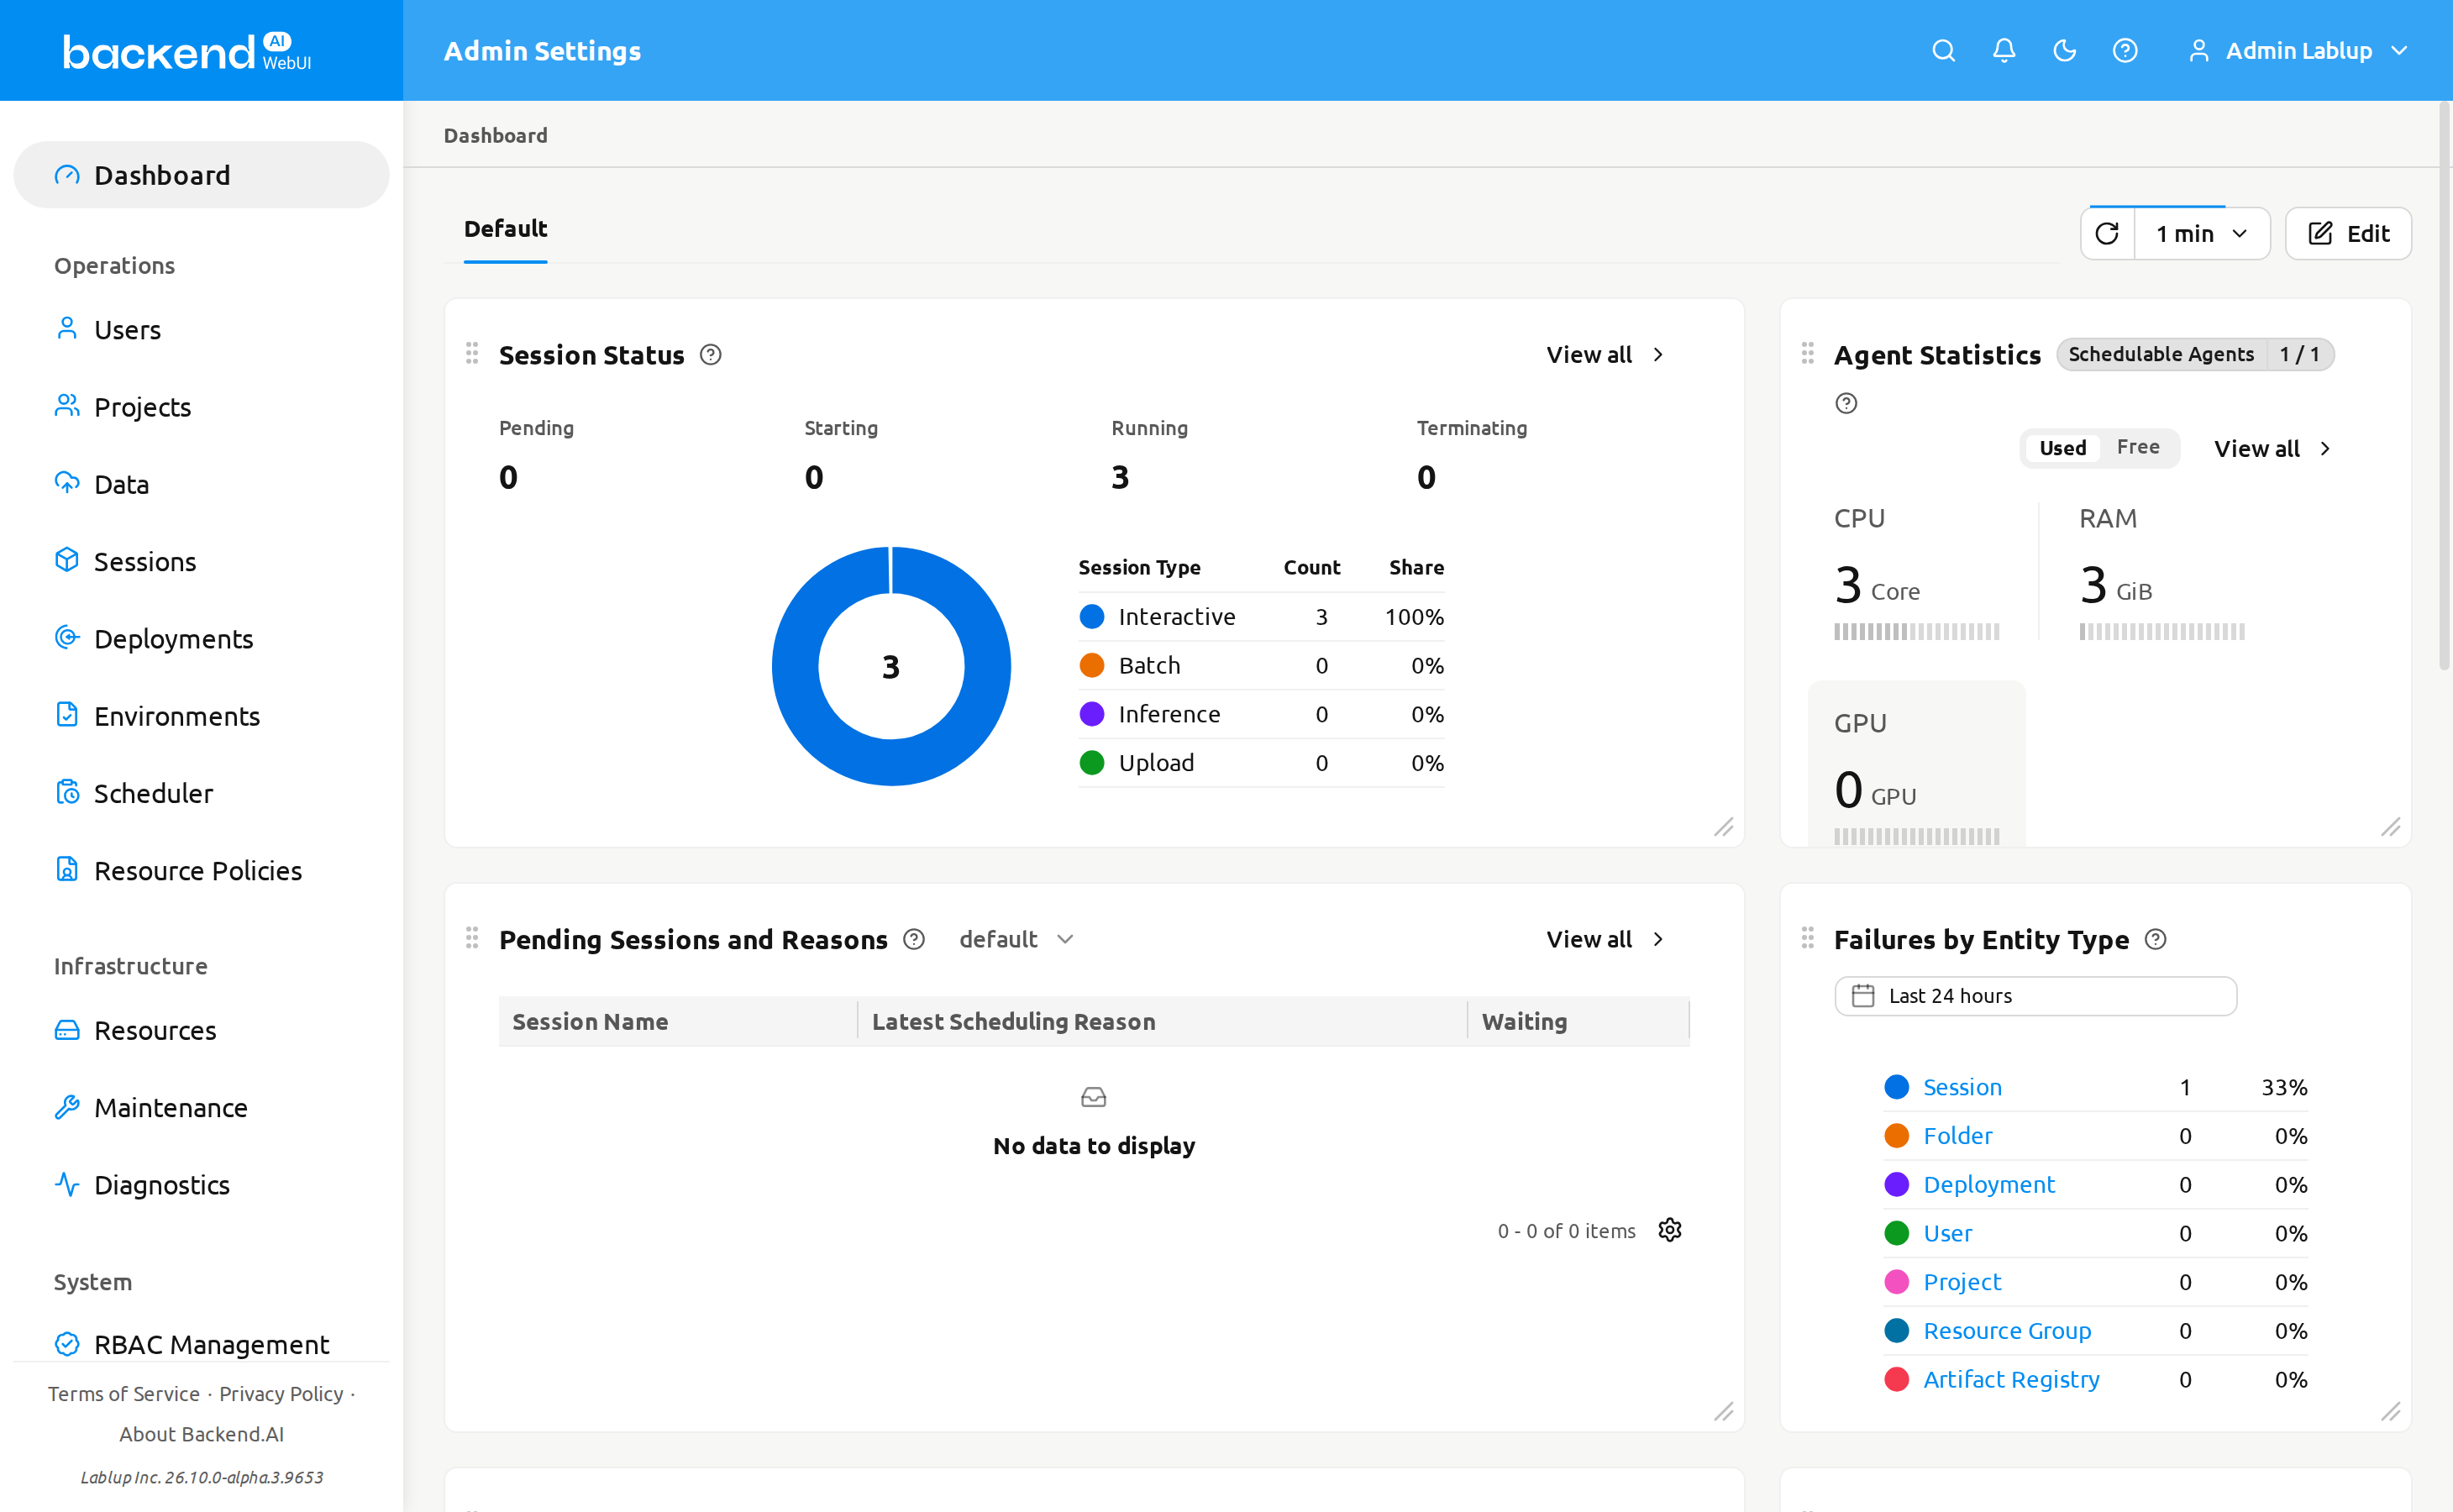 backend AI WebUI
Admin Settings
Admin Lablup
Dashboard
Operations
Users
Projects
Data
Sessions
Deployments
Environments
Scheduler
Resource Policies
Infrastructure
Resources
Maintenance
Diagnostics
System
RBAC Management
Terms of Service · Privacy Policy ·
About Backend.AI
Lablup Inc. 26.10.0-alpha.3.9653
Dashboard
Default
1 min
Edit
Session Status
View all
Pending Starting Running Terminating
0 0 3 0
3
Session Type Count Share
Interactive 3 100%
Batch 0 0%
Inference 0 0%
Upload 0 0%
Agent Statistics Schedulable Agents 1 / 1
Used Free View all
CPU RAM
3 Core 3 GiB
GPU
0 GPU
Pending Sessions and Reasons default View all
Session Name Latest Scheduling Reason Waiting
No data to display
0 - 0 of 0 items
Failures by Entity Type
Last 24 hours
Session 1 33%
Folder 0 0%
Deployment 0 0%
User 0 0%
Project 0 0%
Resource Group 0 0%
Artifact Registry 0 0%